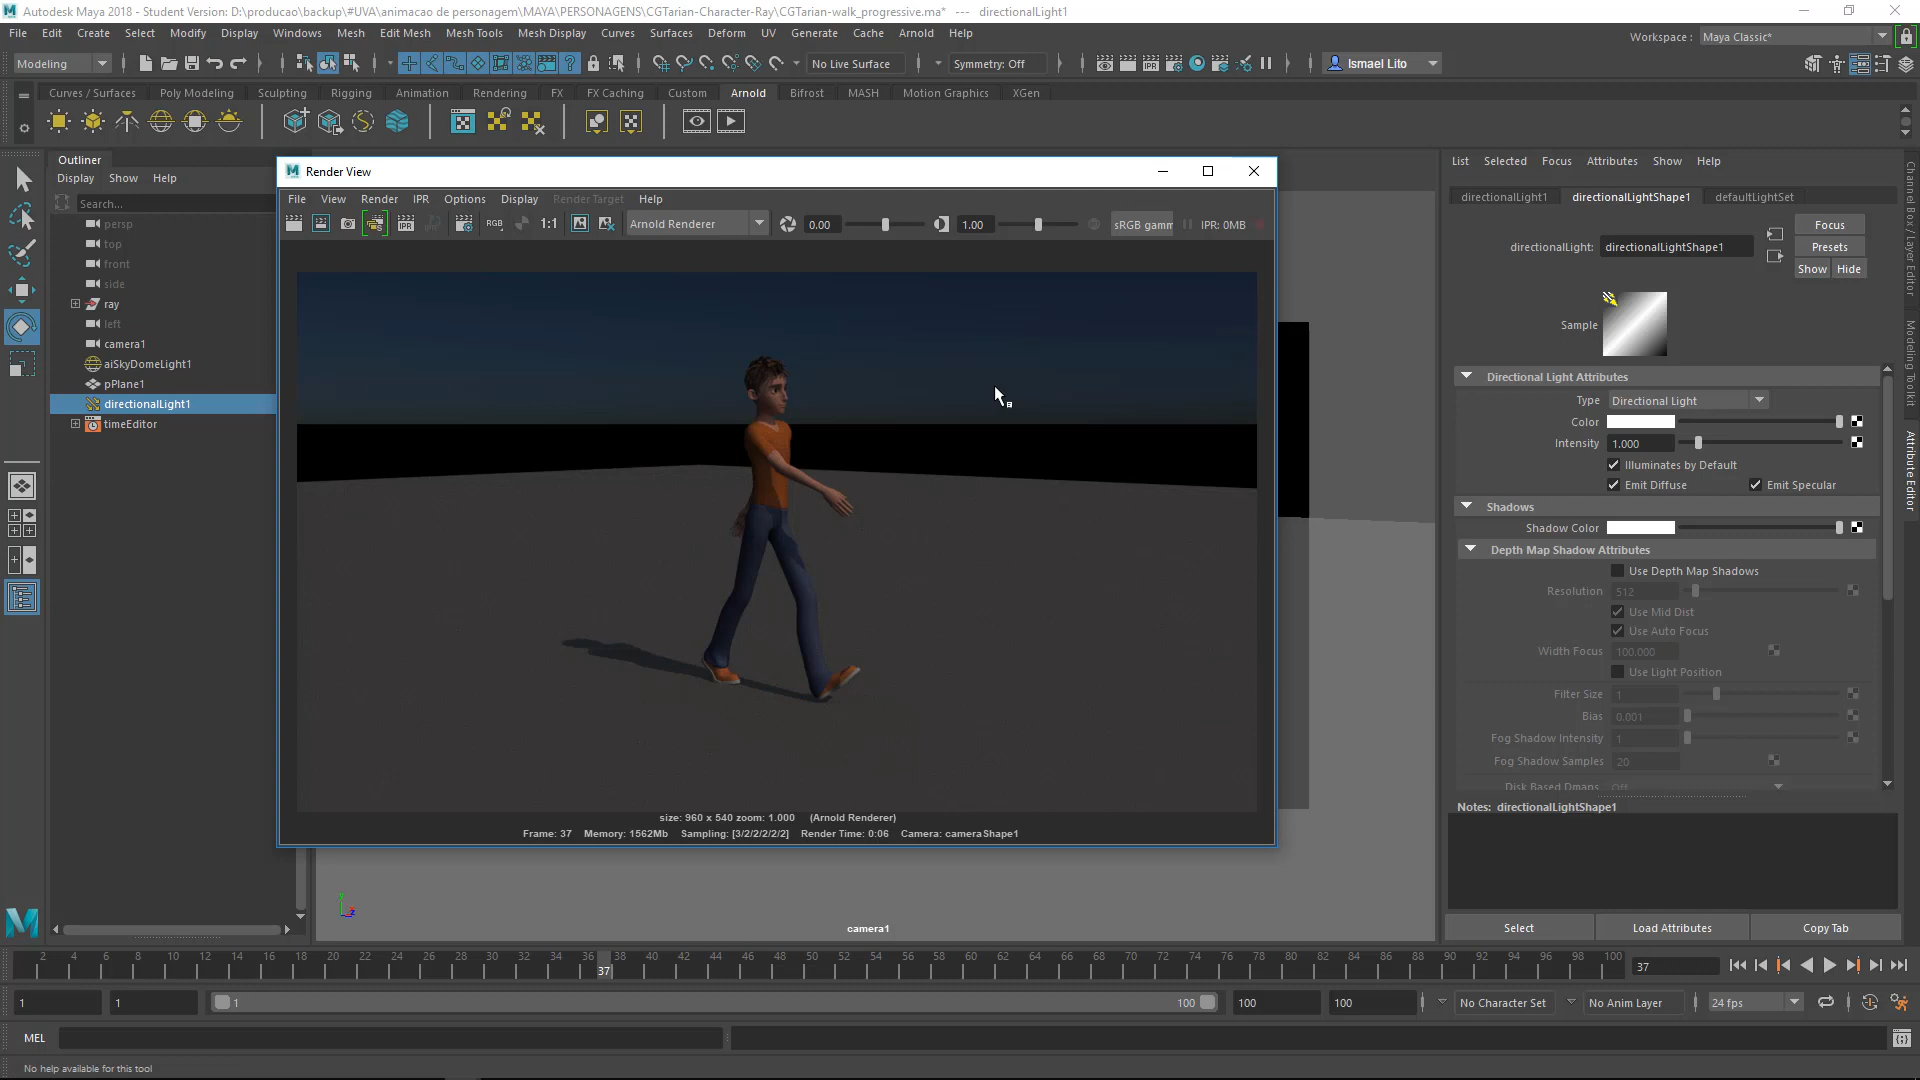 Autodesk Maya 2018 - Student Version: D:\producao\backup\#UVA\animacao de personagem\MAYA\PERSONAGENS\CGTarian-Character-Ray\CGTarian-walk_progressive.ma* --- directionalLight1
File Edit Create Select Modify Display Windows Mesh Edit Mesh Mesh Tools Mesh Display Curves Surfaces Deform UV Generate Cache Arnold Help
Workspace : Maya Classic*
Modeling No Live Surface Symmetry: Off Ismael Lito
Curves / Surfaces Poly Modeling Sculpting Rigging Animation Rendering FX FX Caching Custom Arnold Bifrost MASH Motion Graphics XGen
Outliner
Display Show Help
Search...
persp
top
front
side
ray
left
camera1
aiSkyDomeLight1
pPlane1
directionalLight1
timeEditor
Render View
File View Render IPR Options Display Render Target Help
RGB 1:1 Arnold Renderer 0.00 1.00 sRGB gamm IPR: 0MB
size: 960 x 540 zoom: 1.000 (Arnold Renderer)
Frame: 37 Memory: 1562Mb Sampling: [3/2/2/2/2/2] Render Time: 0:06 Camera: cameraShape1
camera1
List Selected Focus Attributes Show Help
directionalLight1 directionalLightShape1 defaultLightSet
directionalLight: directionalLightShape1
Focus
Presets
Show Hide
Sample
Directional Light Attributes
Type Directional Light
Color
Intensity 1.000
Illuminates by Default
Emit Diffuse Emit Specular
Shadows
Shadow Color
Depth Map Shadow Attributes
Use Depth Map Shadows
Resolution 512
Use Mid Dist
Use Auto Focus
Width Focus 100.000
Use Light Position
Filter Size 1
Bias 0.001
Fog Shadow Intensity 1
Fog Shadow Samples 20
Disk Based Dmaps Off
Notes: directionalLightShape1
Select Load Attributes Copy Tab
Channel Box / Layer Editor
Modeling Toolkit
Attribute Editor
2 4 6 8 10 12 14 16 18 20 22 24 26 28 30 32 34 36 38 40 42 44 46 48 50 52 54 56 58 60 62 64 66 68 70 72 74 76 78 80 82 84 86 88 90 92 94 96 98 100
37 37
1 1 1 100 100 100 No Character Set No Anim Layer 24 fps
MEL
No help available for this tool